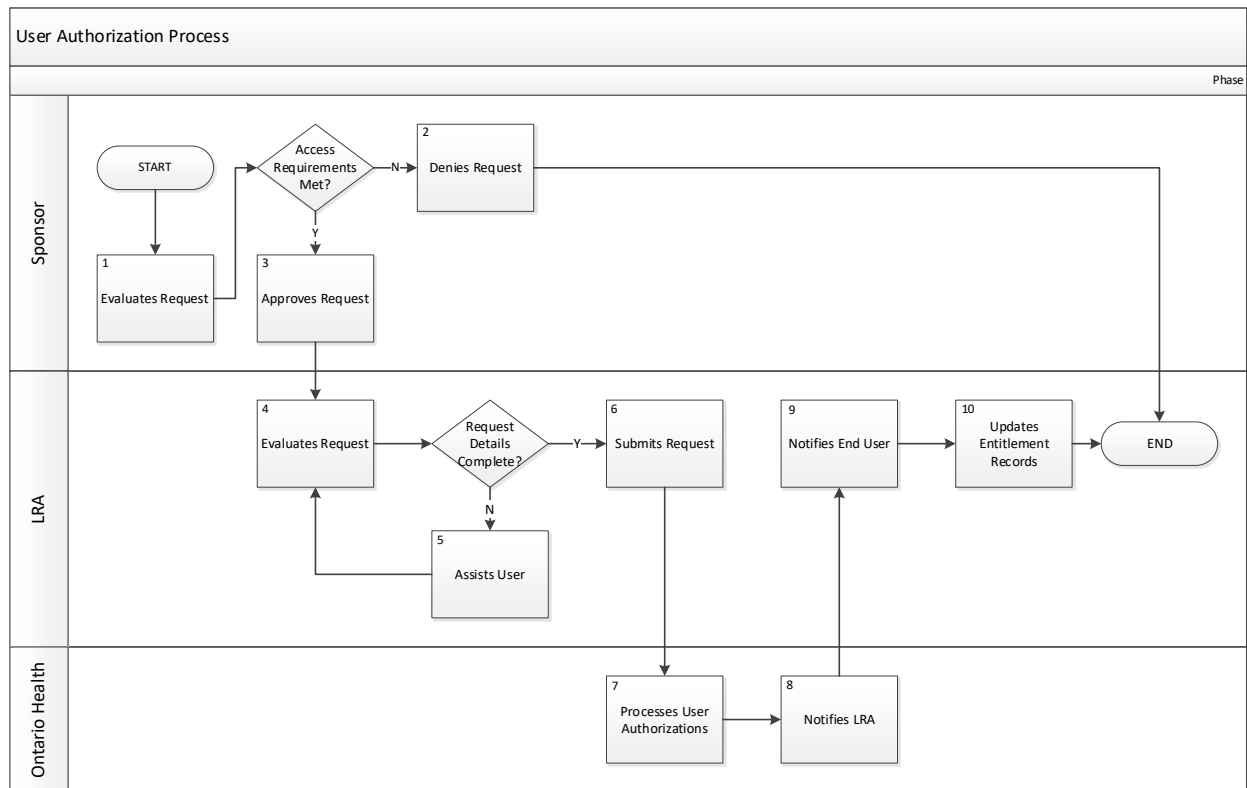 User Authorization Process
Phase
Sponsor
START
Access
Requirements
Met?
N
2
Denies Request
Y
1
Evaluates Request
3
Approves Request
LRA
4
Evaluates Request
Request
Details
Complete?
Y
6
Submits Request
9
Notifies End User
10
Updates
Entitlement
Records
END
N
5
Assists User
Ontario Health
7
Processes User
Authorizations
8
Notifies LRA